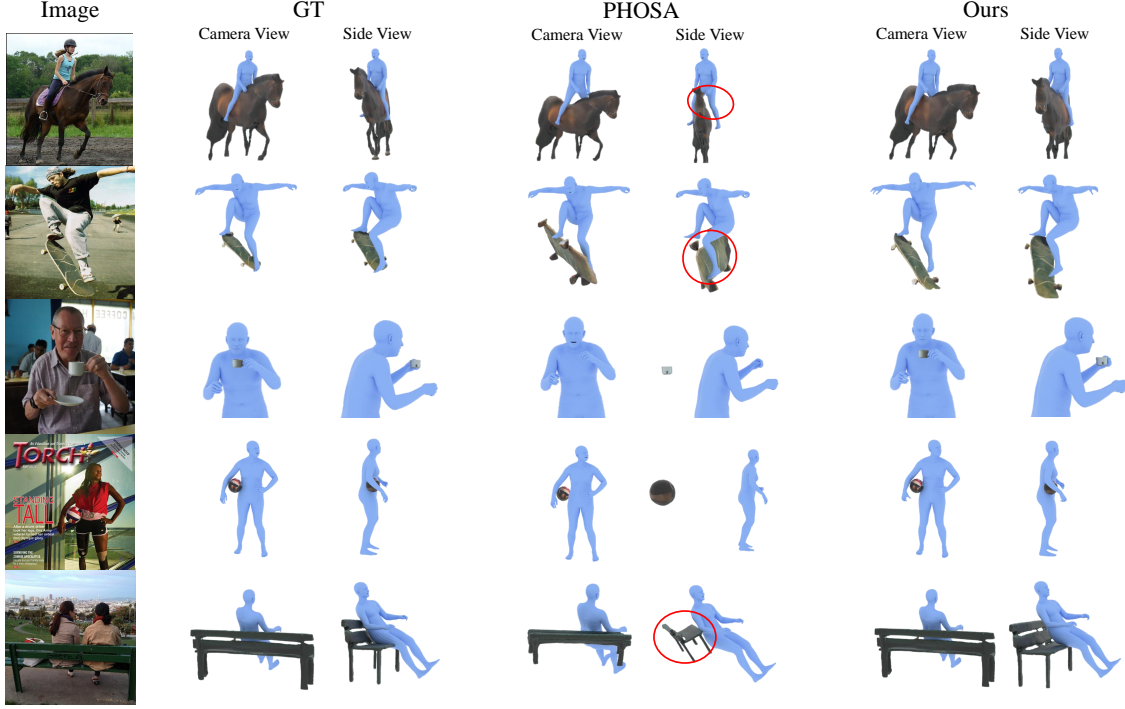 Image GT PHOSA Ours
Camera View Side View Camera View Side View Camera View Side View
COFFEE
TORCH
STANDING
TALL